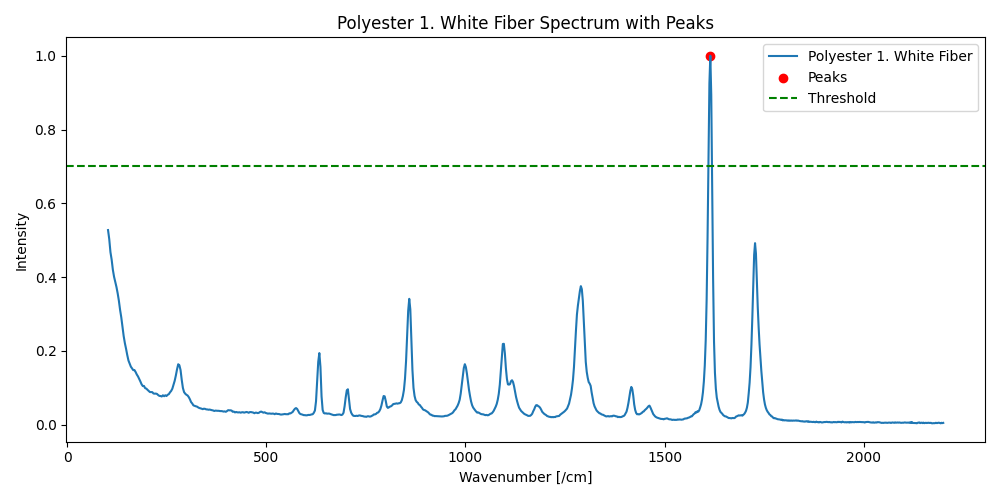 Polyester 1. White Fiber Spectrum with Peaks
Polyester 1. White Fiber
Peaks
Threshold
1.0
0.8
0.6
0.4
0.2
0.0
Intensity
0
500
1000
1500
2000
Wavenumber [/cm]